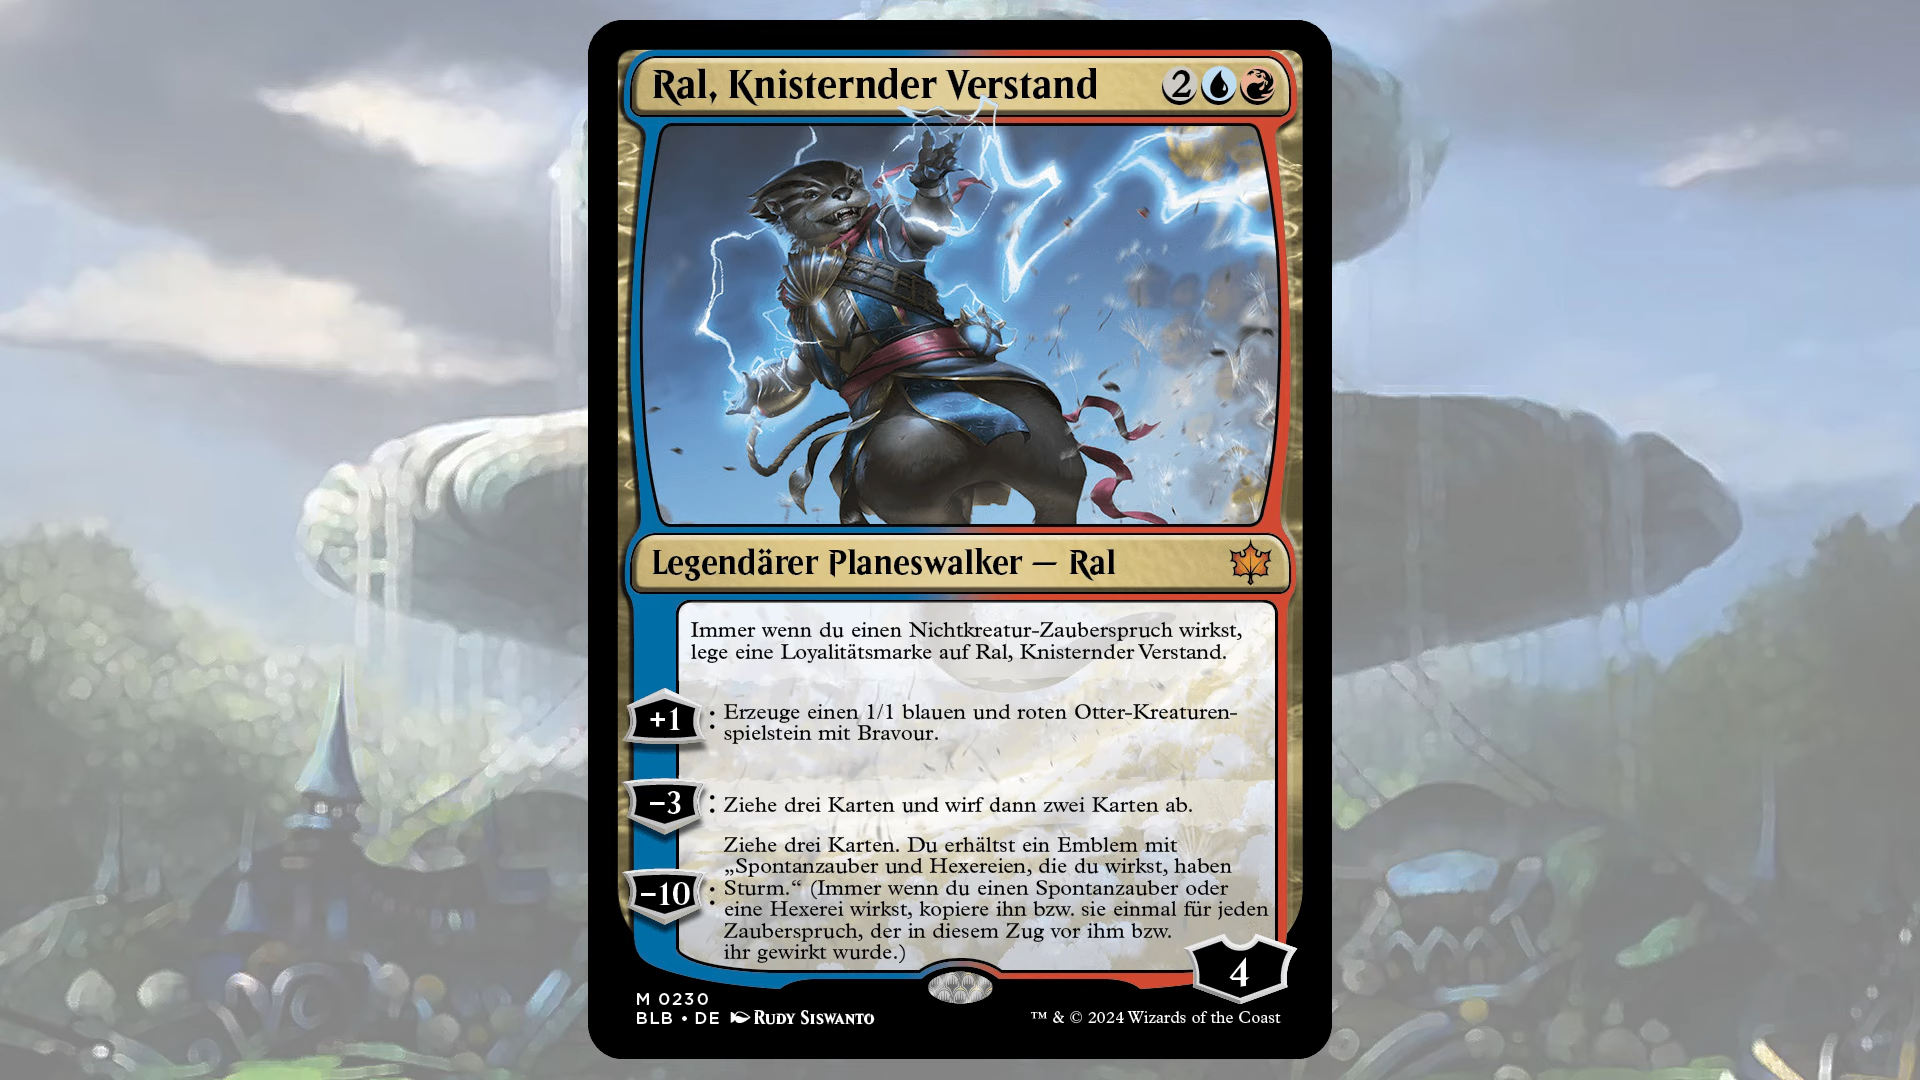 Ral, Knisternder Verstand 2
Legendärer Planeswalker — Ral
Immer wenn du einen Nichtkreatur-Zauberspruch wirkst,
lege eine Loyalitätsmarke auf Ral, Knisternder Verstand.
+1 : Erzeuge einen 1/1 blauen und roten Otter-Kreaturen-
spielstein mit Bravour.
−3 : Ziehe drei Karten und wirf dann zwei Karten ab.
Ziehe drei Karten. Du erhältst ein Emblem mit
„Spontanzauber und Hexereien, die du wirkst, haben
−10 : Sturm.“ (Immer wenn du einen Spontanzauber oder
eine Hexerei wirkst, kopiere ihn bzw. sie einmal für jeden
Zauberspruch, der in diesem Zug vor ihm bzw.
ihr gewirkt wurde.)
4
M 0230
BLB • DE Rudy Siswanto
™ & © 2024 Wizards of the Coast